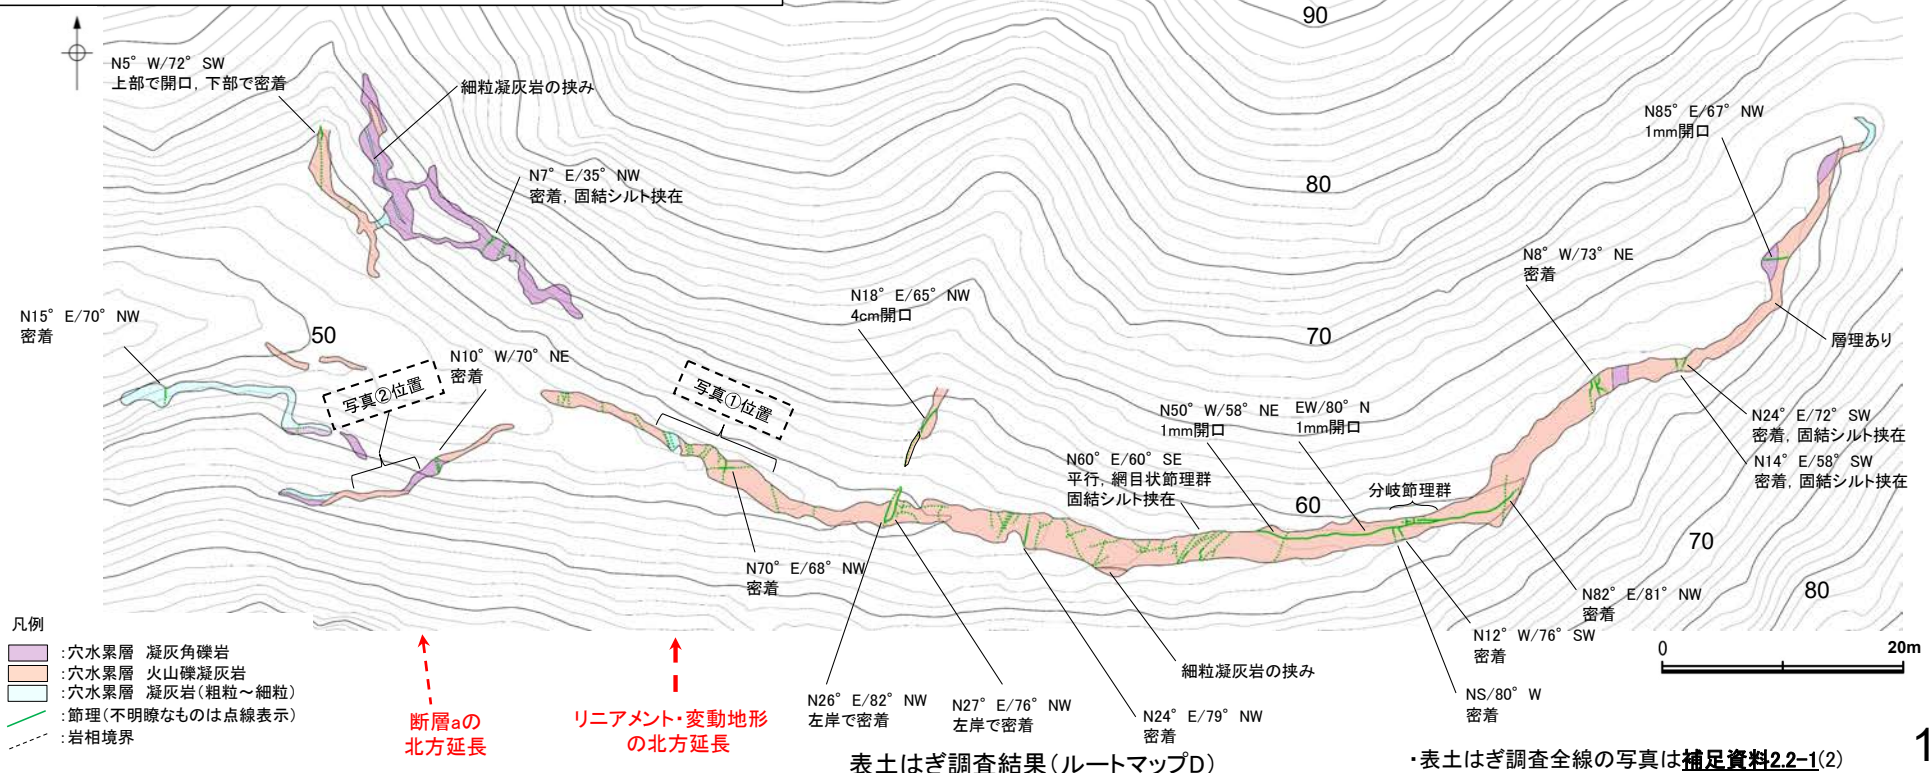 90
N5° W/72° SW
上部で開口, 下部で密着
細粒凝灰岩の挟み
N85° E/67° NW
1mm開口
N7° E/35° NW
密着, 固結シルト挟在
80
N8° W/73° NE
密着
N18° E/65° NW
4cm開口
N15° E/70° NW
密着
50
70
層理あり
N10° W/70° NE
密着
写真②位置
写真①位置
N50° W/58° NE
1mm開口
EW/80° N
1mm開口
N24° E/72° SW
密着, 固結シルト挟在
N60° E/60° SE
平行, 網目状節理群
固結シルト挟在
N14° E/58° SW
密着, 固結シルト挟在
分岐節理群
60
70
N70° E/68° NW
密着
80
N82° E/81° NW
密着
凡例
:穴水累層 凝灰角礫岩
:穴水累層 火山礫凝灰岩
:穴水累層 凝灰岩(粗粒～細粒)
:節理(不明瞭なものは点線表示)
:岩相境界
N12° W/76° SW
密着
0
20m
細粒凝灰岩の挟み
断層aの
北方延長
リニアメント・変動地形
の北方延長
N26° E/82° NW
左岸で密着
N27° E/76° NW
左岸で密着
N24° E/79° NW
密着
NS/80° W
密着
表土はぎ調査結果(ルートマップD)
・表土はぎ調査全線の写真は補足資料2.2-1(2)
1